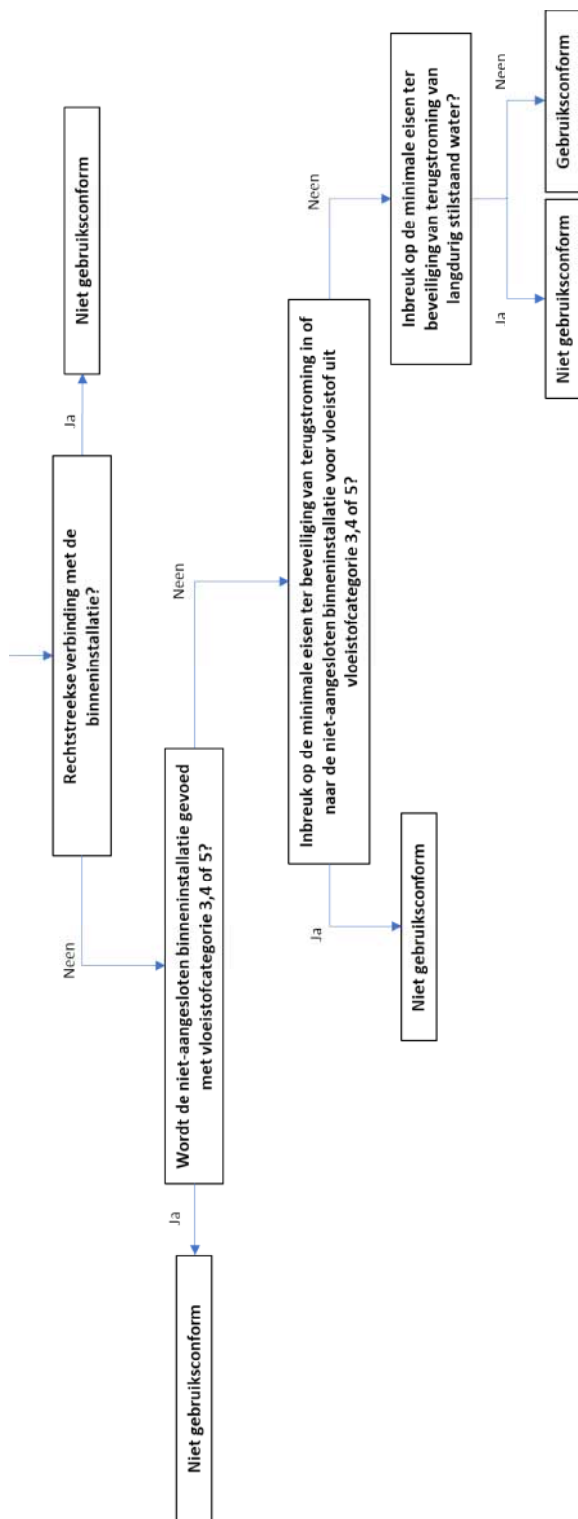 Rechtstreekse verbinding met de
binneninstallatie?
Ja
Niet gebruiksconform
Neen
Wordt de niet-aangesloten binneninstallatie gevoed
met vloeistofcategorie 3,4 of 5?
Ja
Niet gebruiksconform
Neen
Inbreuk op de minimale eisen ter beveiliging van terugstroming in of
naar de niet-aangesloten binneninstallatie voor vloeistof uit
vloeistofcategorie 3,4 of 5?
Ja
Niet gebruiksconform
Neen
Inbreuk op de minimale eisen ter
beveiliging van terugstroming van
langdurig stilstaand water?
Ja
Niet gebruiksconform
Neen
Gebruiksconform